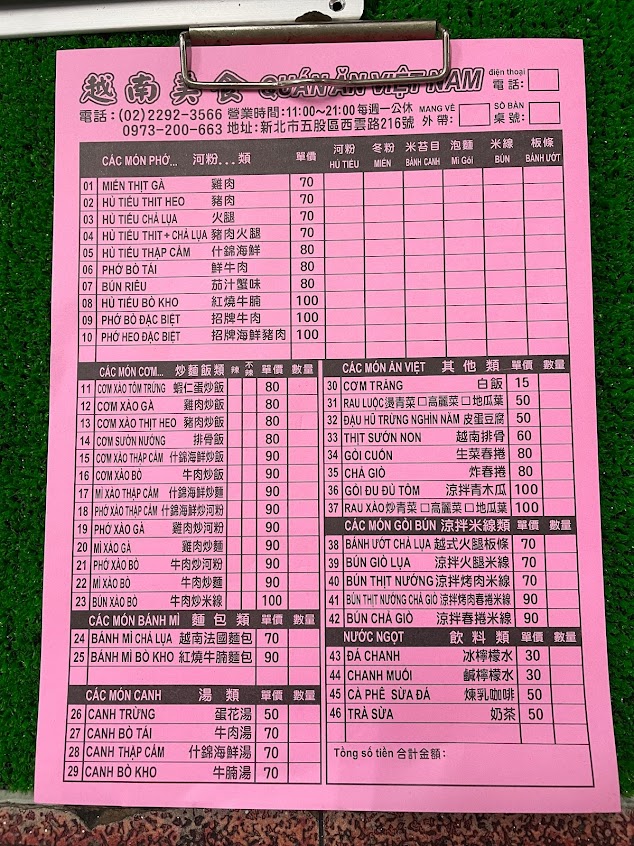 越南美食 QUÁN ĂN VIỆT NAM
điện thoại
電話：
電話：(02)2292-3566 營業時間：11:00～21:00 每週一公休
MANG VỀ
外帶：
SỐ BÀN
桌號：
0973-200-663 地址：新北市五股區西雲路216號
CÁC MÓN PHỞ... 河粉...類 單價 河粉 冬粉 米苔目 泡麵 米線 板條
HỦ TIẾU MIẾN BÁNH CANH Mì Gói BÚN BÁNH ƯỚT
01 MIẾN THỊT GÀ 雞肉 70
02 HỦ TIẾU THỊT HEO 豬肉 70
03 HỦ TIẾU CHẢ LỤA 火腿 70
04 HỦ TIẾU THỊT + CHẢ LỤA 豬肉火腿 70
05 HỦ TIẾU THẬP CẨM 什錦海鮮 80
06 PHỞ BÒ TÁI 鮮牛肉 80
07 BÚN RIÊU 茄汁蟹味 80
08 HỦ TIẾU BÒ KHO 紅燒牛腩 100
09 PHỞ BÒ ĐẶC BIỆT 招牌牛肉 100
10 PHỞ HEO ĐẶC BIỆT 招牌海鮮豬肉 100
CÁC MÓN CƠM... 炒麵飯類 辣 不辣 單價 數量
11 CƠM XÀO TÔM TRỨNG 蝦仁蛋炒飯 80
12 CƠM XÀO GÀ 雞肉炒飯 80
13 CƠM XÀO THỊT HEO 豬肉炒飯 80
14 CƠM SƯỜN NƯỚNG 排骨飯 80
15 CƠM XÀO THẬP CẨM 什錦海鮮炒飯 90
16 CƠM XÀO BÒ 牛肉炒飯 90
17 MÌ XÀO THẬP CẨM 什錦海鮮炒麵 90
18 PHỞ XÀO THẬP CẨM 什錦海鮮炒河粉 90
19 PHỞ XÀO GÀ 雞肉炒河粉 90
20 MÌ XÀO GÀ 雞肉炒麵 90
21 PHỞ XÀO BÒ 牛肉炒河粉 90
22 MÌ XÀO BÒ 牛肉炒麵 90
23 BÚN XÀO BÒ 牛肉炒米線 100
CÁC MÓN BÁNH MÌ 麵包類 單價 數量
24 BÁNH MÌ CHẢ LỤA 越南法國麵包 70
25 BÁNH MÌ BÒ KHO 紅燒牛腩麵包 90
CÁC MÓN CANH 湯類 單價 數量
26 CANH TRỨNG 蛋花湯 50
27 CANH BÒ TÁI 牛肉湯 70
28 CANH THẬP CẨM 什錦海鮮湯 70
29 CANH BÒ KHO 牛腩湯 70
CÁC MÓN ĂN VIỆT 其他類 單價 數量
30 CƠM TRẮNG 白飯 15
31 RAU LUỘC 燙青菜 □高麗菜 □地瓜葉 50
32 ĐẬU HŨ TRỨNG NGHÌN NĂM 皮蛋豆腐 50
33 THỊT SƯỜN NON 越南排骨 60
34 GỎI CUỐN 生菜春捲 80
35 CHẢ GIÒ 炸春捲 80
36 GỎI ĐU ĐỦ TÔM 涼拌青木瓜 100
37 RAU XÀO 炒青菜 □高麗菜 □地瓜葉 100
CÁC MÓN GỎI BÚN 涼拌米線類 單價 數量
38 BÁNH ƯỚT CHẢ LỤA 越式火腿板條 70
39 BÚN GIÒ LỤA 涼拌火腿米線 70
40 BÚN THỊT NƯỚNG 涼拌烤肉米線 70
41 BÚN THỊT NƯỚNG CHẢ GIÒ 涼拌烤肉春捲米線 90
42 BÚN CHẢ GIÒ 涼拌春捲米線 90
NƯỚC NGỌT 飲料類 單價 數量
43 ĐÁ CHANH 冰檸檬水 30
44 CHANH MUỐI 鹹檸檬水 30
45 CÀ PHÊ SỮA ĐÁ 煉乳咖啡 50
46 TRÀ SỮA 奶茶 50
Tổng số tiền 合計金額：